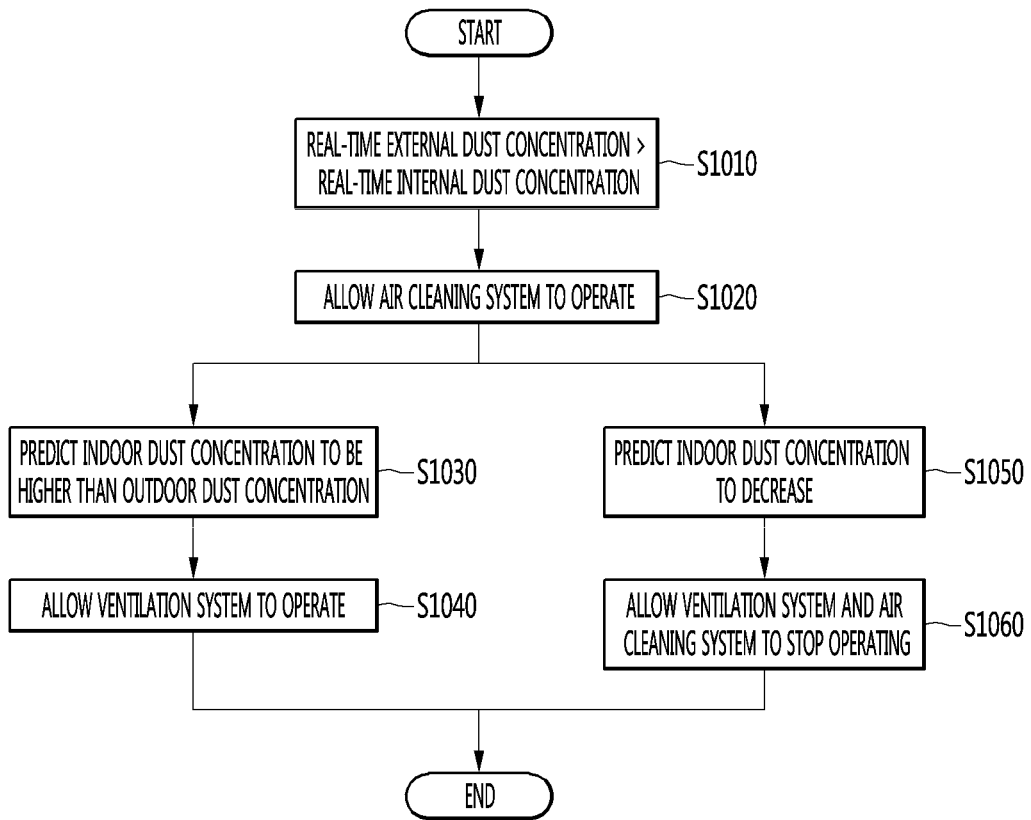 START
REAL-TIME EXTERNAL DUST CONCENTRATION >
REAL-TIME INTERNAL DUST CONCENTRATION
S1010
ALLOW AIR CLEANING SYSTEM TO OPERATE
S1020
PREDICT INDOOR DUST CONCENTRATION TO BE
HIGHER THAN OUTDOOR DUST CONCENTRATION
S1030
PREDICT INDOOR DUST CONCENTRATION
TO DECREASE
S1050
ALLOW VENTILATION SYSTEM TO OPERATE
S1040
ALLOW VENTILATION SYSTEM AND AIR
CLEANING SYSTEM TO STOP OPERATING
S1060
END